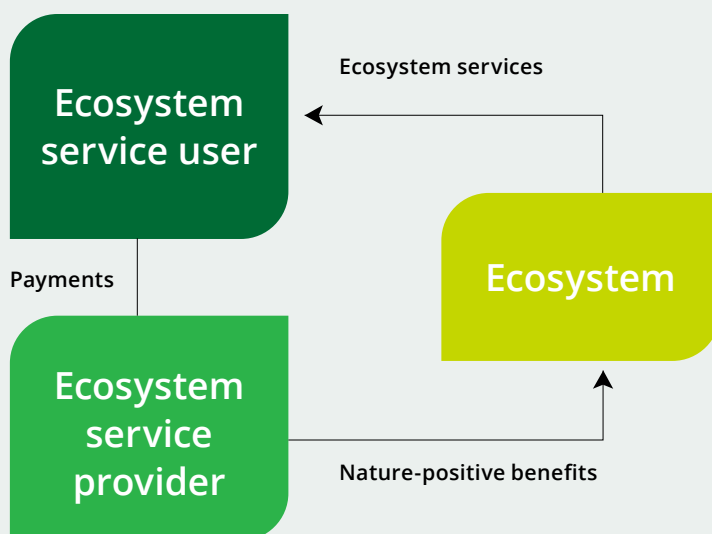 Ecosystem services
Ecosystem
service user
Ecosystem
Payments
Ecosystem
service
provider
Nature-positive benefits